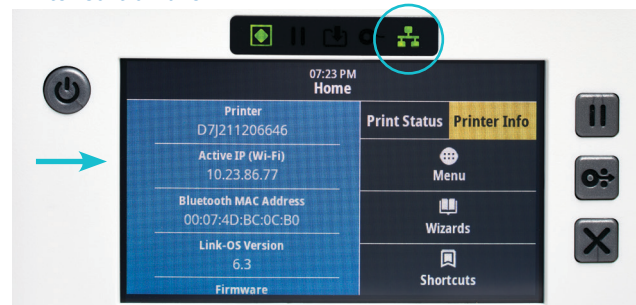 07:23 PM
Home
Printer
D7J211206646
Active IP (Wi-Fi)
10.23.86.77
Bluetooth MAC Address
00:07:4D:BC:0C:B0
Link-OS Version
6.3
Firmware
Print Status
Printer Info
Menu
Wizards
Shortcuts